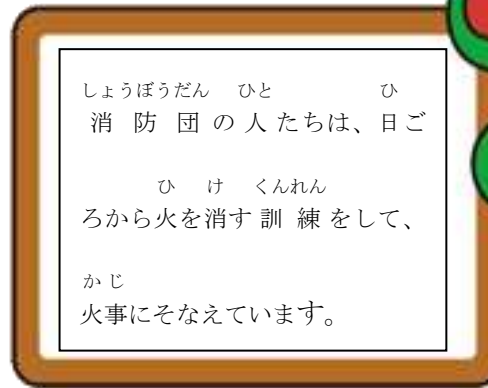 しょうぼうだん ひと ひ
消防団の人たちは、日ご
ひ け くんれん
ろから火を消す訓練をして、
かじ
火事にそなえています。